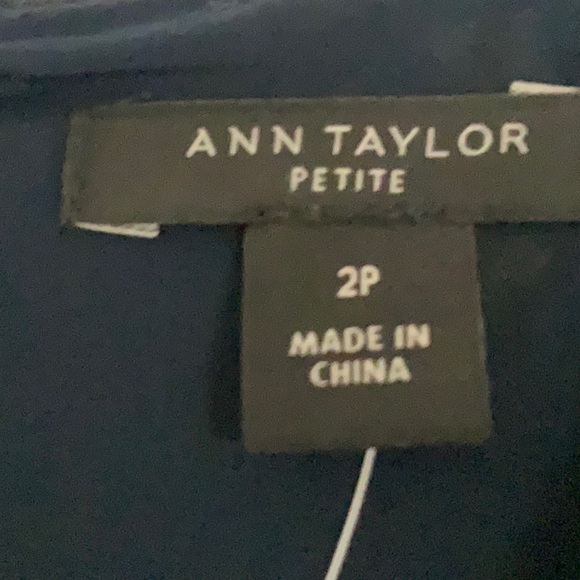 ANN TAYLOR
PETITE
2P
MADE IN
CHINA